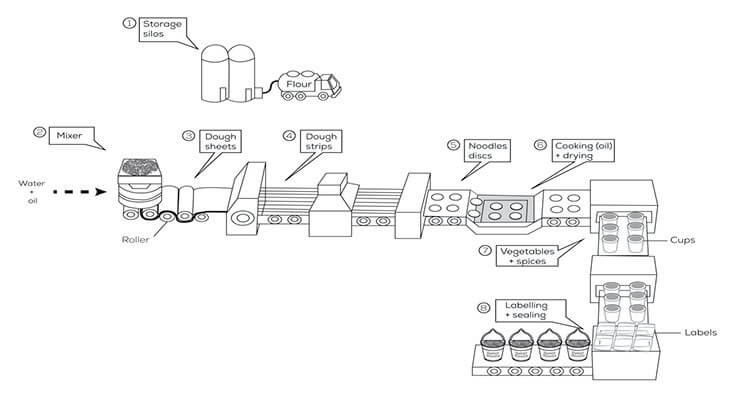 1 Storage
silos
Flour
2 Mixer
3 Dough
sheets
4 Dough
strips
5 Noodles
discs
6 Cooking (oil)
+ drying
Water
+
oil
Roller
7 Vegetables
+ spices
Cups
8 Labelling
+ sealing
Labels